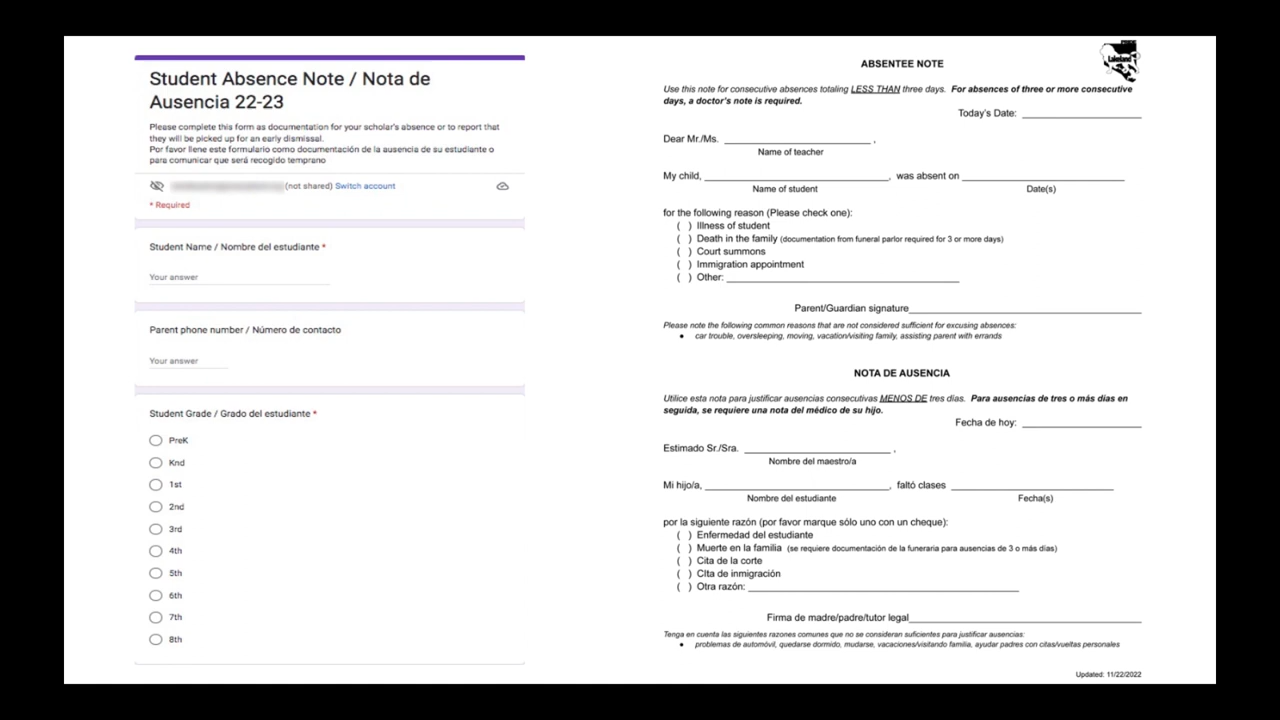 Student Absence Note / Nota de
Ausencia 22-23
Please complete this form as documentation for your scholar's absence or to report that
they will be picked up for an early dismissal.
Por favor llene este formulario como documentación de la ausencia de su estudiante o
para comunicar que será recogido temprano
(not shared) Switch account
* Required
Student Name / Nombre del estudiante *
Your answer
Parent phone number / Número de contacto
Your answer
Student Grade / Grado del estudiante *
PreK
Knd
1st
2nd
3rd
4th
5th
6th
7th
8th
Lakeland
ABSENTEE NOTE
Use this note for consecutive absences totaling LESS THAN three days. For absences of three or more consecutive
days, a doctor's note is required.
Today's Date: ____
Dear Mr./Ms. ____ ,
Name of teacher
My child, ____, was absent on ____
Name of student Date(s)
for the following reason (Please check one):
( ) Illness of student
( ) Death in the family (documentation from funeral parlor required for 3 or more days)
( ) Court summons
( ) Immigration appointment
( ) Other: ____
Parent/Guardian signature____
Please note the following common reasons that are not considered sufficient for excusing absences:
● car trouble, oversleeping, moving, vacation/visiting family, assisting parent with errands
NOTA DE AUSENCIA
Utilice esta nota para justificar ausencias consecutivas MENOS DE tres días. Para ausencias de tres o más días en
seguida, se requiere una nota del médico de su hijo.
Fecha de hoy: ____
Estimado Sr./Sra. ____ ,
Nombre del maestro/a
Mi hijo/a, ____, faltó clases ____
Nombre del estudiante Fecha(s)
por la siguiente razón (por favor marque sólo uno con un cheque):
( ) Enfermedad del estudiante
( ) Muerte en la familia (se requiere documentación de la funeraria para ausencias de 3 o más días)
( ) Cita de la corte
( ) CIta de inmigración
( ) Otra razón: ____
Firma de madre/padre/tutor legal____
Tenga en cuenta las siguientes razones comunes que no se consideran suficientes para justificar ausencias:
● problemas de automóvil, quedarse dormido, mudarse, vacaciones/visitando familia, ayudar padres con citas/vueltas personales
Updated: 11/22/2022